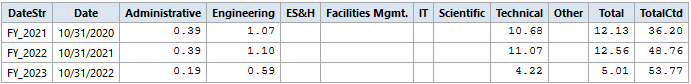 DateStr Date Administrative Engineering ES&H Facilities Mgmt. IT Scientific Technical Other Total TotalCtd
FY_2021 10/31/2020 0.39 1.07 10.68 12.13 36.20
FY_2022 10/31/2021 0.39 1.10 11.07 12.56 48.76
FY_2023 10/31/2022 0.19 0.59 4.22 5.01 53.77